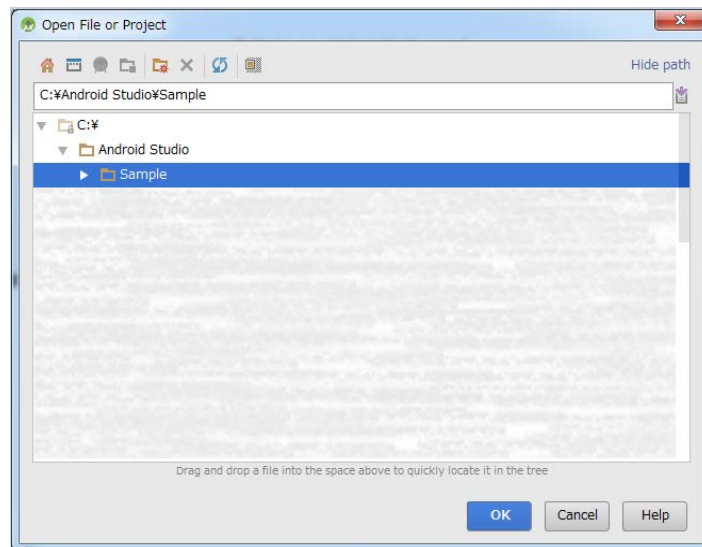 Open File or Project
Hide path
C:¥Android Studio¥Sample
C:¥
Android Studio
Sample
Drag and drop a file into the space above to quickly locate it in the tree
OK Cancel Help